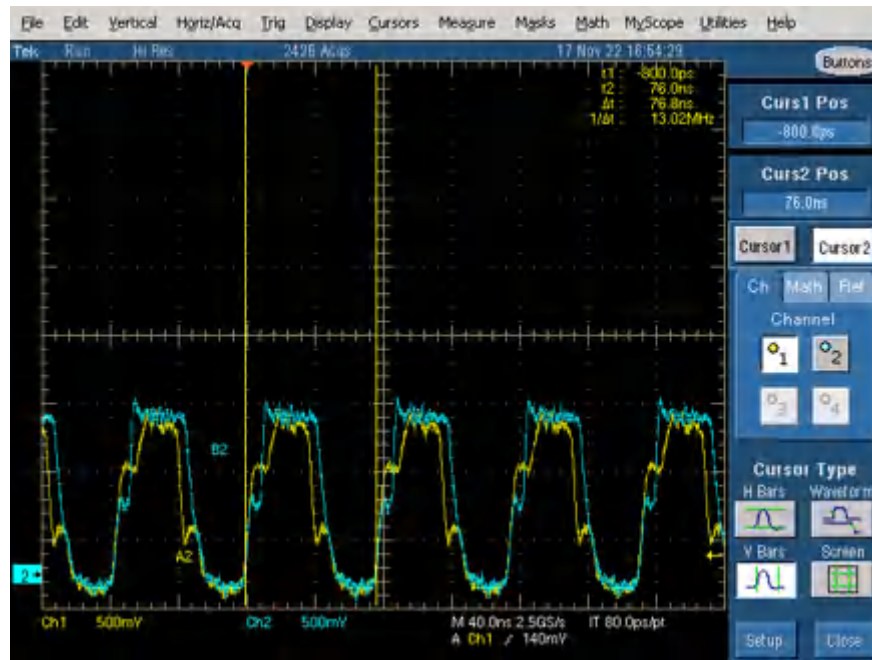 File Edit Vertical Horiz/Acq Trig Display Cursors Measure Masks Math MyScope Utilities Help
Tek Run Hi Res 2426 Acqs 17 Nov 22 16:54:29
Buttons
t1 : -800.0ps
t2 : 76.0ns
Δt : 76.8ns
1/Δt : 13.02MHz
Curs1 Pos
-800.0ps
Curs2 Pos
76.0ns
Cursor1 Cursor2
Ch Math Ref
Channel
1 2
3 4
B2
A2
2
Cursor Type
H Bars Waveform
V Bars Screen
Ch1 500mV Ch2 500mV M 40.0ns 2.5GS/s IT 80.0ps/pt
A Ch1 140mV
Setup Close